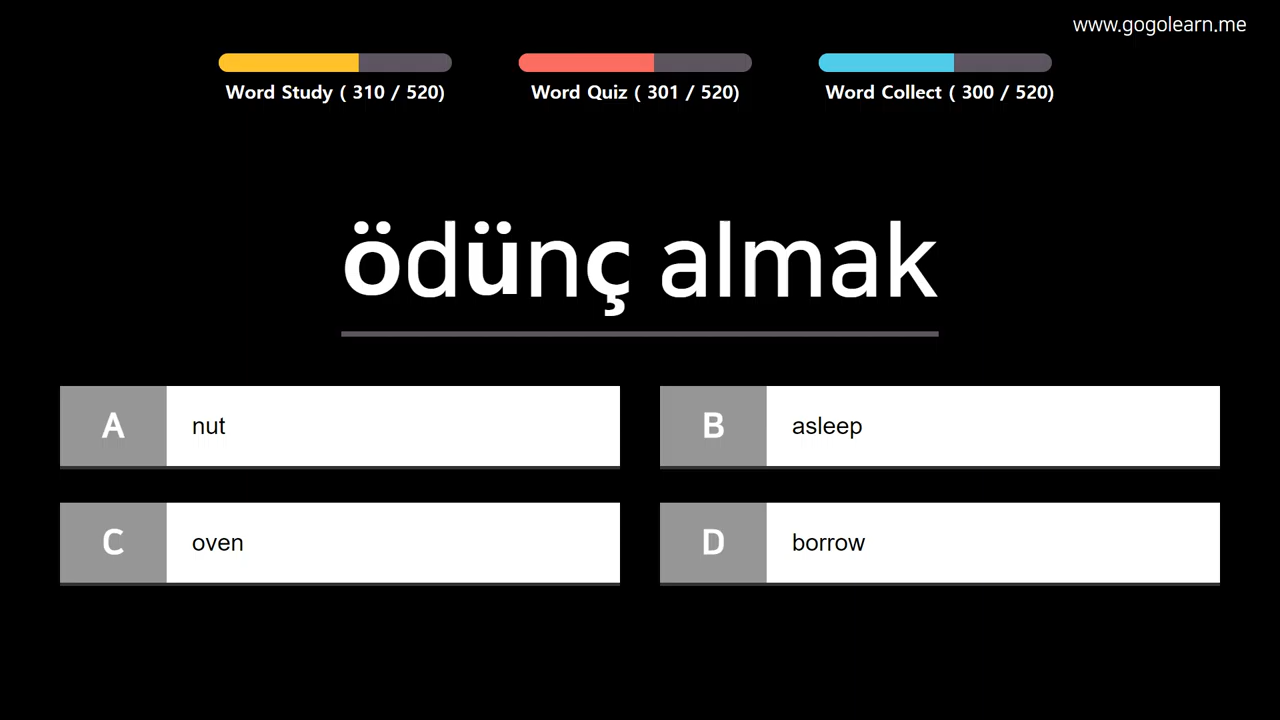 www.gogolearn.me
Word Study ( 310 / 520)
Word Quiz ( 301 / 520)
Word Collect ( 300 / 520)
ödünç almak
A nut
B asleep
C oven
D borrow